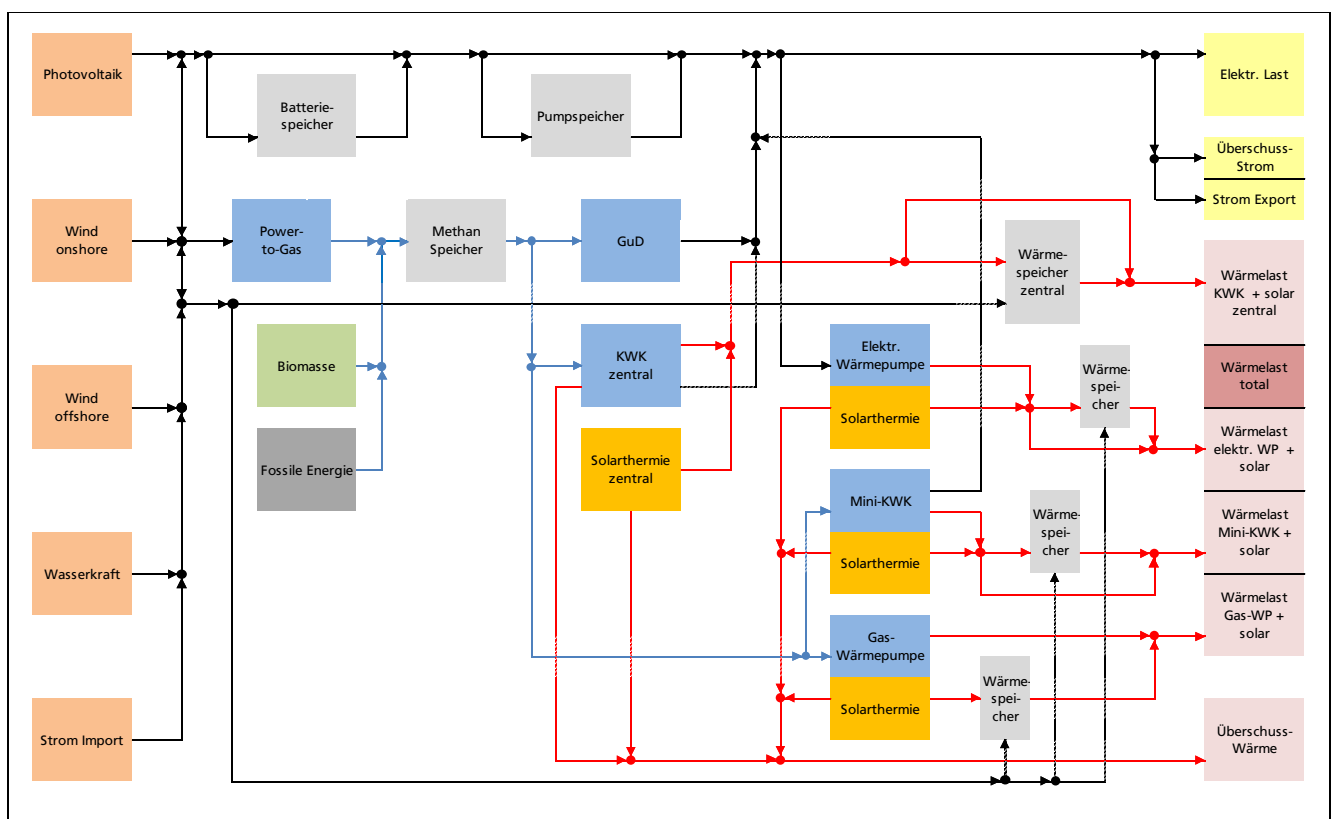 Photovoltaik
Batterie-
speicher
Pumpspeicher
Elektr. Last
Überschuss-
Strom
Strom Export
Wind
onshore
Power-
to-Gas
Methan
Speicher
GuD
Wärme-
speicher
zentral
Wärmelast
KWK + solar
zentral
Biomasse
KWK
zentral
Elektr.
Wärmepumpe
Solarthermie
Wärme-
spei-
cher
Wärmelast
total
Wind
offshore
Fossile Energie
Solarthermie
zentral
Wärmelast
elektr. WP +
solar
Mini-KWK
Solarthermie
Wärme-
spei-
cher
Wärmelast
Mini-KWK +
solar
Wasserkraft
Gas-
Wärmepumpe
Solarthermie
Wärme-
spei-
cher
Wärmelast
Gas-WP +
solar
Strom Import
Überschuss-
Wärme